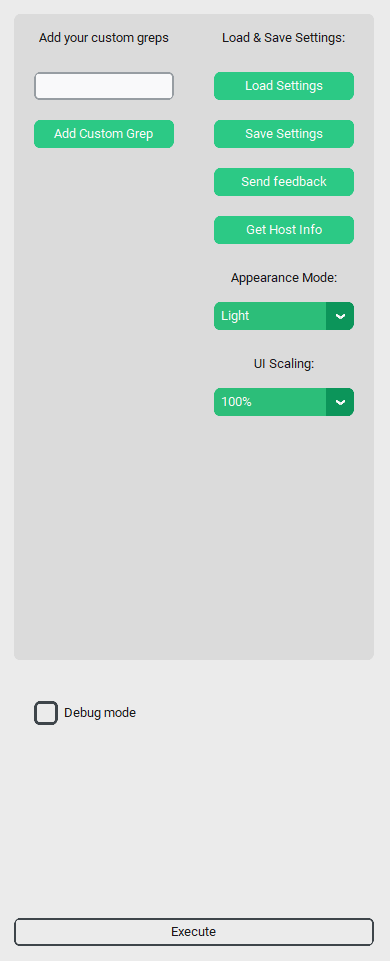 Add your custom greps
Add Custom Grep
Load & Save Settings:
Load Settings
Save Settings
Send feedback
Get Host Info
Appearance Mode:
Light
UI Scaling:
100%
Debug mode
Execute